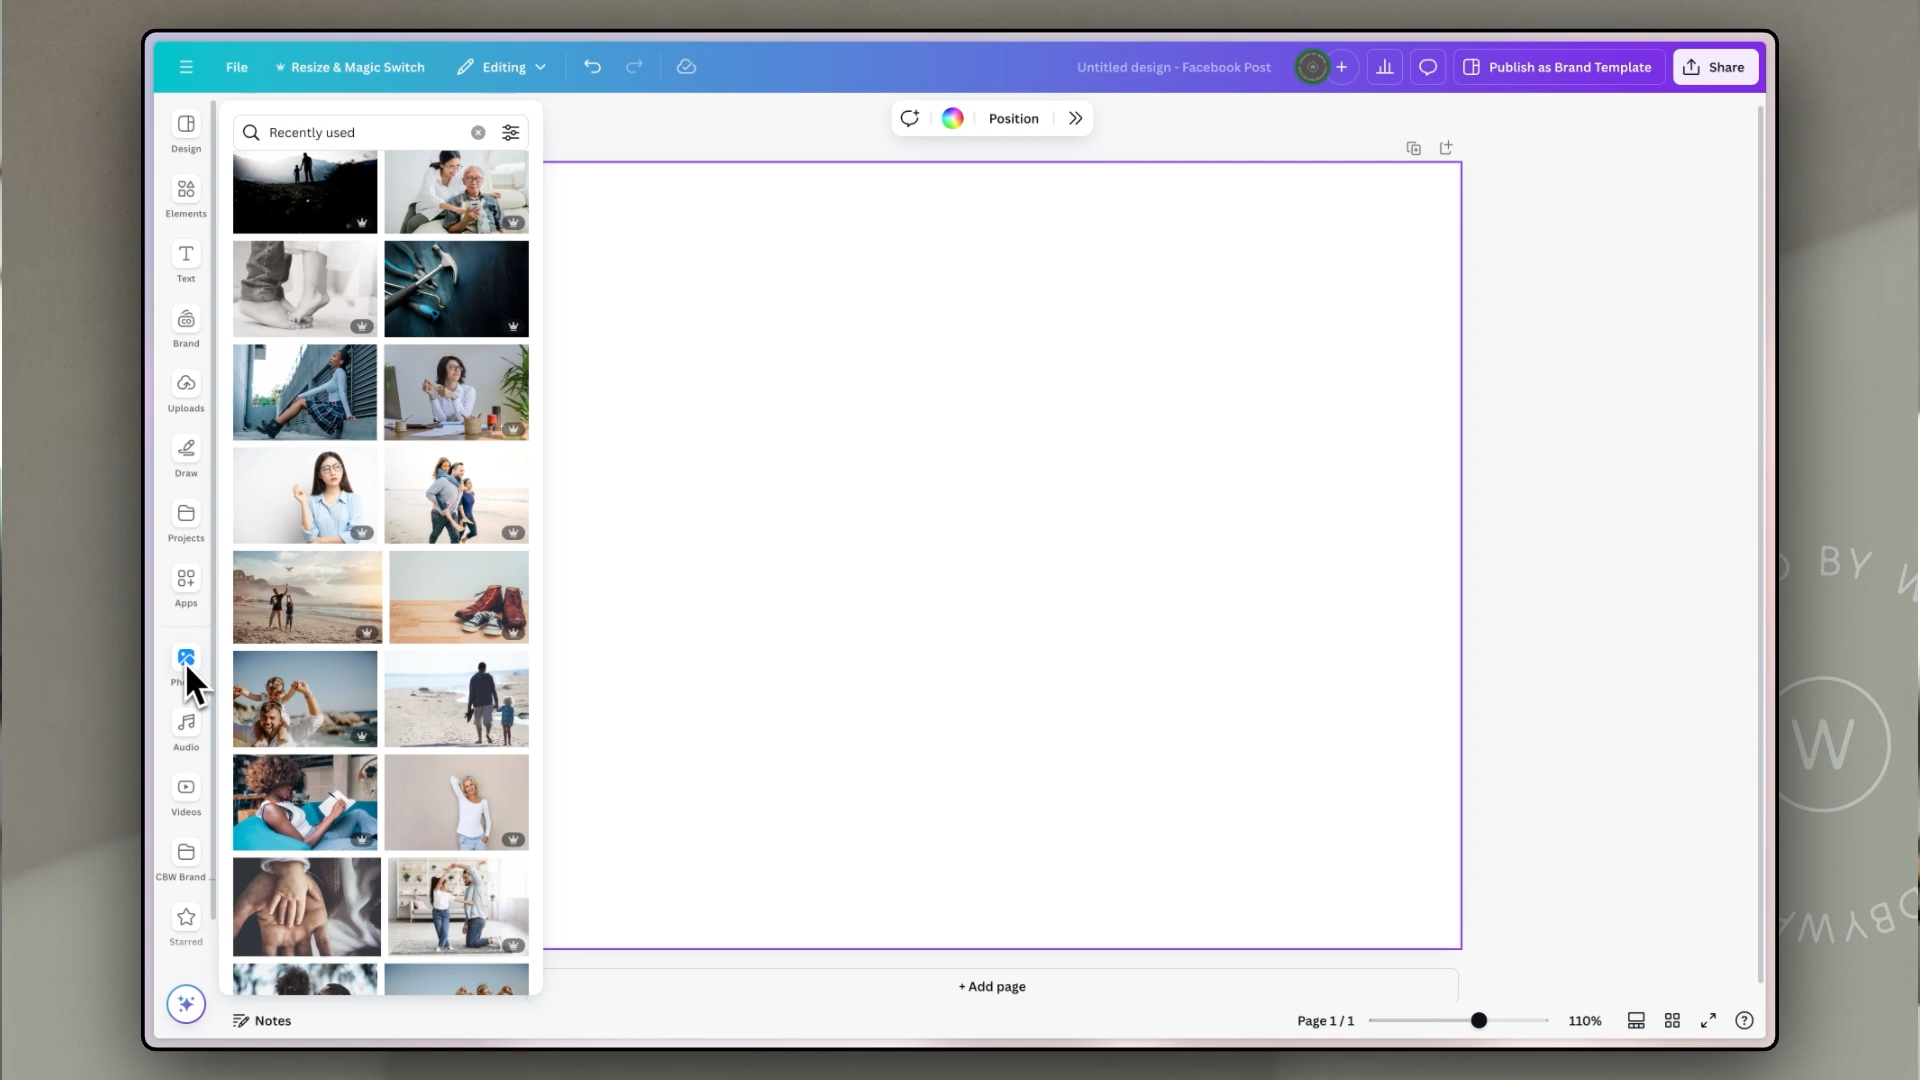 File
Resize & Magic Switch
Editing
Untitled design - Facebook Post
Publish as Brand Template
Share
Recently used
Position
Design
Elements
Text
Brand
Uploads
Draw
Projects
Apps
Audio
Videos
CBW Brand ...
Starred
BY
W
+ Add page
Notes
Page 1 / 1
110%